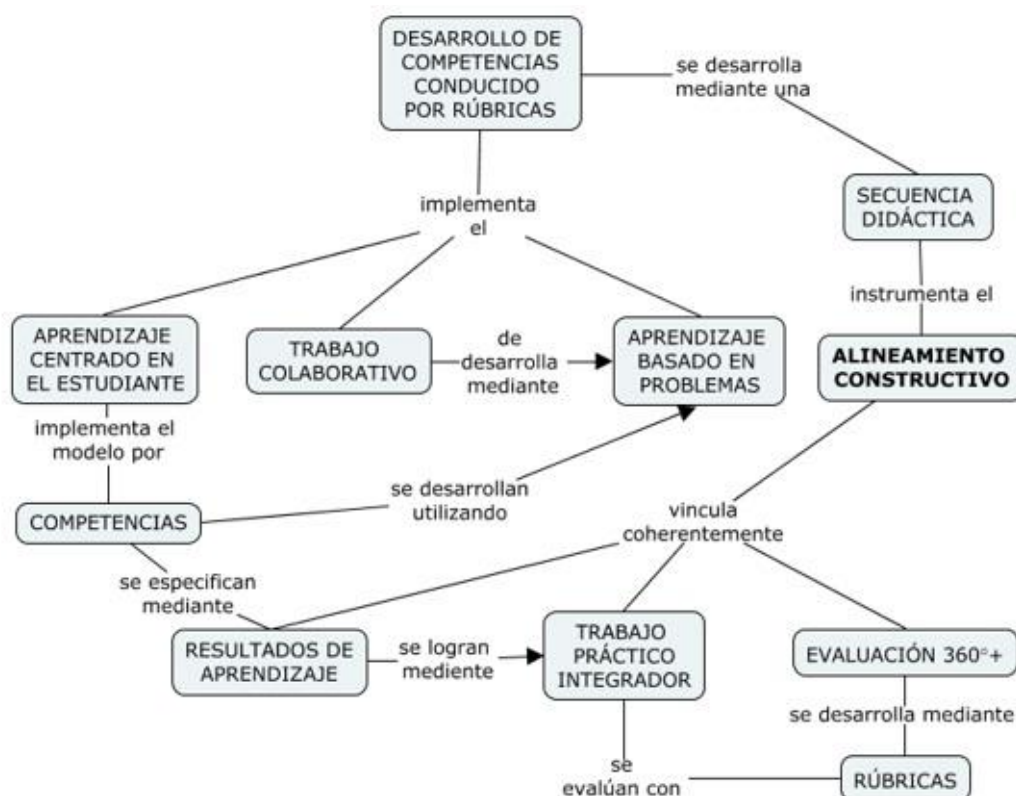 DESARROLLO DE
COMPETENCIAS
CONDUCIDO
POR RÚBRICAS
se desarrolla
mediante una
implementa
el
SECUENCIA
DIDÁCTICA
instrumenta el
APRENDIZAJE
CENTRADO EN
EL ESTUDIANTE
TRABAJO
COLABORATIVO
de
desarrolla
mediante
APRENDIZAJE
BASADO EN
PROBLEMAS
ALINEAMIENTO
CONSTRUCTIVO
implementa el
modelo por
COMPETENCIAS
se desarrollan
utilizando
vincula
coherentemente
se especifican
mediante
RESULTADOS DE
APRENDIZAJE
se logran
mediente
TRABAJO
PRÁCTICO
INTEGRADOR
EVALUACIÓN 360°+
se desarrolla mediante
se
evalúan con
RÚBRICAS